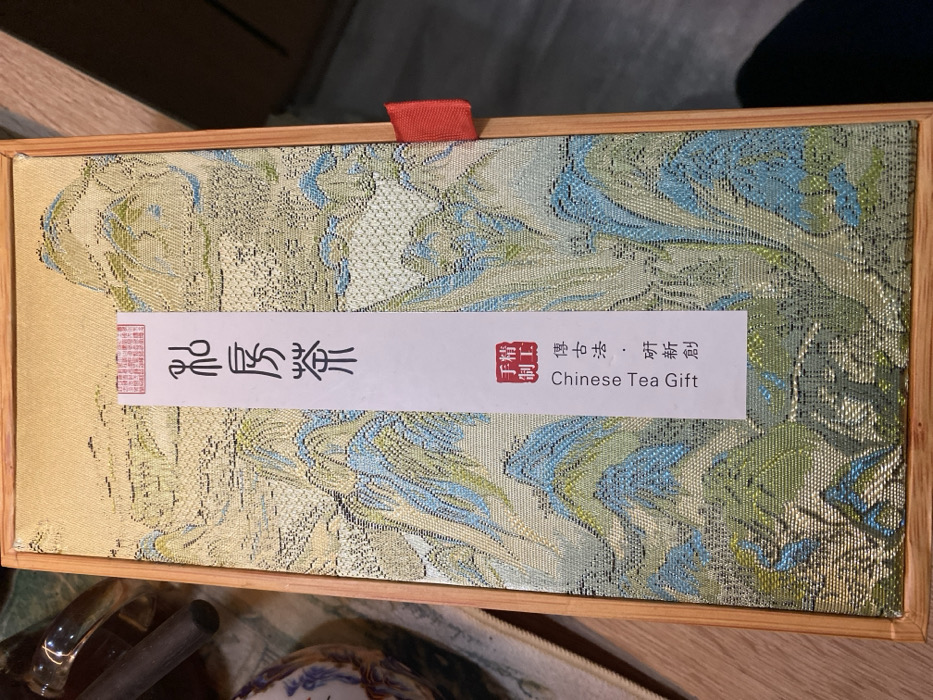 私房茶
精工
手制
傳古法 · 研新創
Chinese Tea Gift